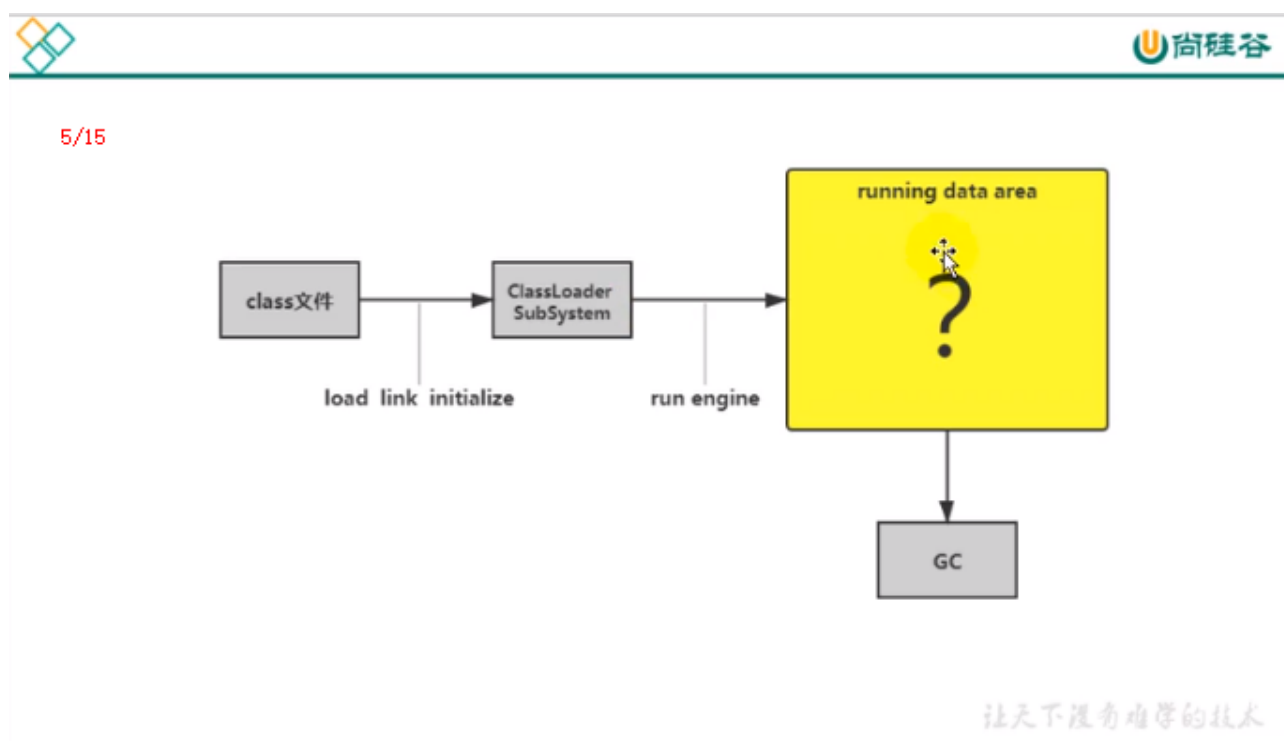 尚硅谷
5/15
running data area
class文件
ClassLoader
SubSystem
?
load link initialize
run engine
GC
让天下没有难学的技术